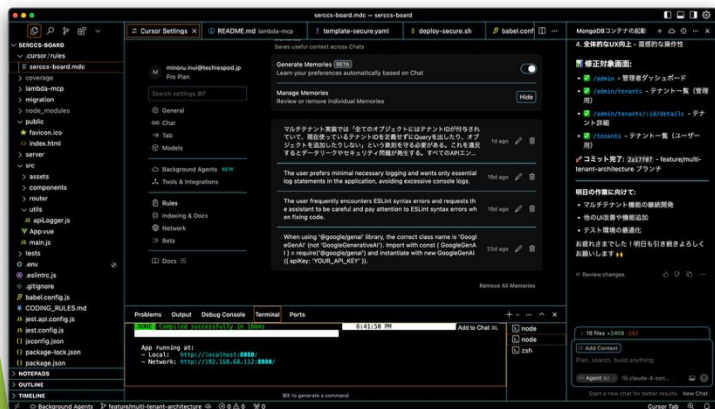 serccs-board.mdc — serccs-board
SERCCS-BOARD
.cursor/rules
serccs-board.mdc
coverage
lambda-mcp
migration
node_modules
public
favicon.ico
index.html
server
src
assets
components
router
utils
apiLogger.js
App.vue
main.js
tests
.env
.eslintrc.js
.gitignore
babel.config.js
CODING_RULES.md
jest.api.config.js
jest.config.js
jsconfig.json
package-lock.json
package.json
NOTEPADS
OUTLINE
TIMELINE
Cursor Settings
README.md lambda-mcp
template-secure.yaml
deploy-secure.sh
babel.conf
M
minoru.inui@techiespod.jp
Pro Plan
Search settings ⌘F
General
Chat
Tab
Models
Background Agents NEW
Tools & Integrations
Rules
Indexing & Docs
Network
Beta
Docs
Memories
Saves useful context across Chats
Generate Memories BETA
Learn your preferences automatically based on Chat
Manage Memories
Review or remove individual Memories
Hide
マルチテナント実装では「全てのオブジェクトにはテナントIDが付与され
ていて、現在使っているテナントIDを定義せずにQueryを出したり、オブ
ジェクトを追加したりしない」という鉄則を守る必要がある。これを違反
するとデータリークやセキュリティ問題が発生する。すべてのAPIエン...
1d ago
The user prefers minimal necessary logging and wants only essential
log statements in the application, avoiding excessive console logs.
19d ago
The user frequently encounters ESLint syntax errors and requests th
e assistant to be careful and pay attention to ESLint syntax errors wh
en fixing code.
19d ago
When using '@google/genai' library, the correct class name is 'Googl
eGenAI' (not 'GoogleGenerativeAI'). Import with const { GoogleGenA
I } = require('@google/genai') and instantiate with new GoogleGenAI
({ apiKey: 'YOUR_API_KEY' }).
23d ago
Remove All Memories
Problems Output Debug Console Terminal Ports
DONE Compiled successfully in 166ms
6:41:50 PM
Add to Chat
App running at:
- Local: http://localhost:8080/
- Network: http://192.168.68.112:8080/
⌘K to generate a command
node
node
zsh
MongoDBコンテナの起動
4. 全体的なUX向上 - 直感的な操作性
📊 修正対象画面:
✅ /admin - 管理者ダッシュボード
✅ /admin/tenants - テナント一覧（管理
用）
✅ /admin/tenants/:id/details - テナ
ント詳細
✅ /tenants - テナント一覧（ユーザー
用）
🚀 コミット完了: 2a17f07 - feature/multi-
tenant-architecture ブランチ
明日の作業に向けて:
マルチテナント機能の継続開発
他のUI改善や機能追加
テスト環境の最適化
お疲れさまでした！明日も引き続きよろしく
お願いします 🙌
Review changes
18 files +2408
Add Context
Plan, search, build anything
Agent
claude-4-son...
Start a new chat for better results. New Chat
Background Agents
feature/multi-tenant-architecture
0 0
0
Cursor Tab